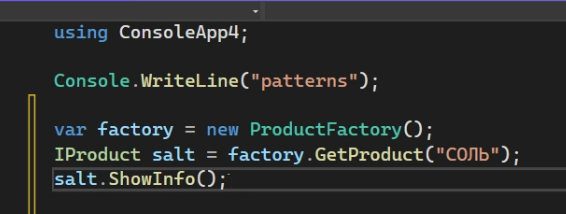 using ConsoleApp4;
Console.WriteLine("patterns");
var factory = new ProductFactory();
IProduct salt = factory.GetProduct("СОЛЬ");
salt.ShowInfo();